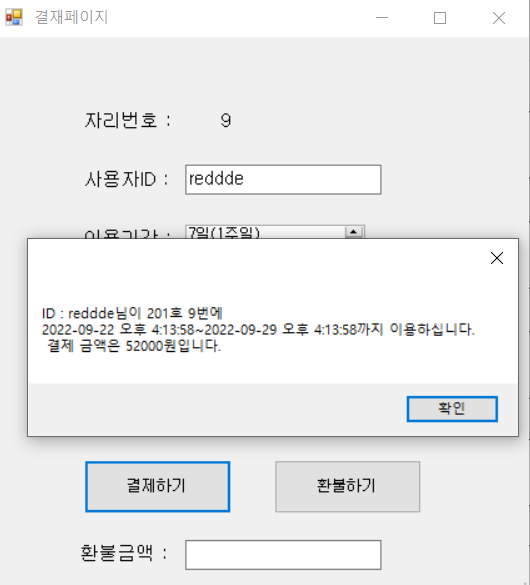 결재페이지
자리번호 : 9
사용자ID : reddde
이용기간 : 7일(1주일)
ID : reddde님이 201호 9번에
2022-09-22 오후 4:13:58~2022-09-29 오후 4:13:58까지 이용하십니다.
결제 금액은 52000원입니다.
확인
결제하기 환불하기
환불금액 :